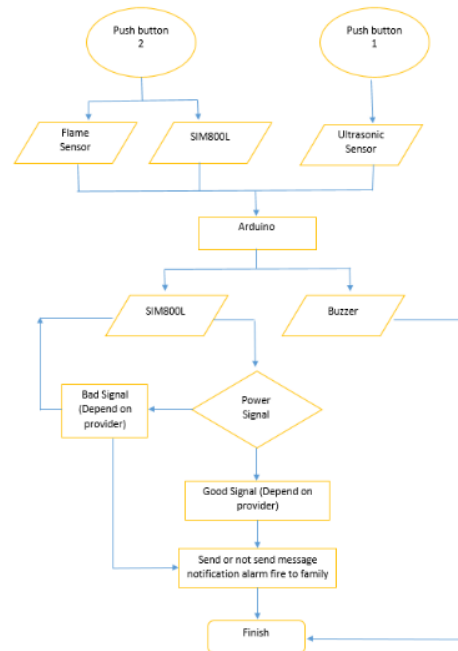 Push button
2
Push button
1
Flame
Sensor
SIM800L
Ultrasonic
Sensor
Arduino
SIM800L
Buzzer
Bad Signal
(Depend on
provider)
Power
Signal
Good Signal (Depend on
provider)
Send or not send message
notification alarm fire to family
Finish